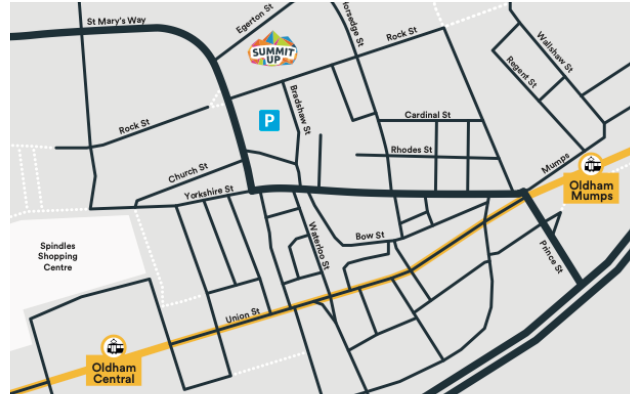 St Mary's Way
Egerton St
Horsedge St
Rock St
Wallshaw St
Regent St
SUMMIT
UP
Bradshaw St
P
Cardinal St
Rock St
Rhodes St
Mumps
Church St
Yorkshire St
Oldham
Mumps
Spindles
Shopping
Centre
Waterloo St
Bow St
Prince St
Union St
Oldham
Central